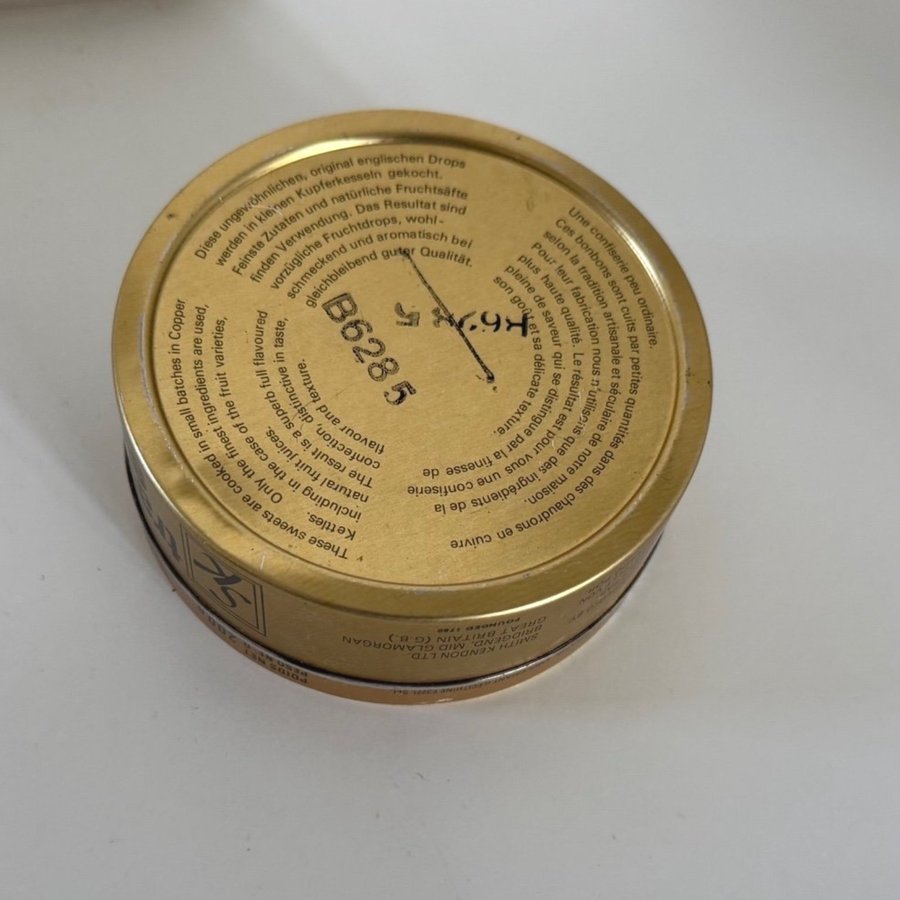 Diese ungewöhnlichen, original englischen Drops
werden in kleinen Kupferkesseln gekocht.
Feinste Zutaten und natürliche Fruchtsäfte
finden Verwendung. Das Resultat sind
vorzügliche Fruchtdrops, wohl-
schmeckend und aromatisch bei
gleichbleibend guter Qualität.
Une confiserie peu ordinaire.
Ces bonbons sont cuits par petites quantités dans des chaudrons en cuivre
selon la tradition artisanale et séculaire de notre maison.
Pour leur fabrication nous n'utilisons que des ingrédients de la
plus haute qualité. Le résultat est pour vous une confiserie
pleine de saveur qui se distingue par la finesse de
son goût et sa délicate texture.
These sweets are cooked in small batches in Copper
Kettles. Only the finest ingredients are used,
including in the case of the fruit varieties,
natural fruit juices.
The result is a superb full flavoured
confection, distinctive in taste,
flavour and texture.
B6285
SK
SMITH KENDON LTD.
BRIDGEND, MID GLAMORGAN
GREAT BRITAIN (G.B.)
FOUNDED 1780
POIDS NET